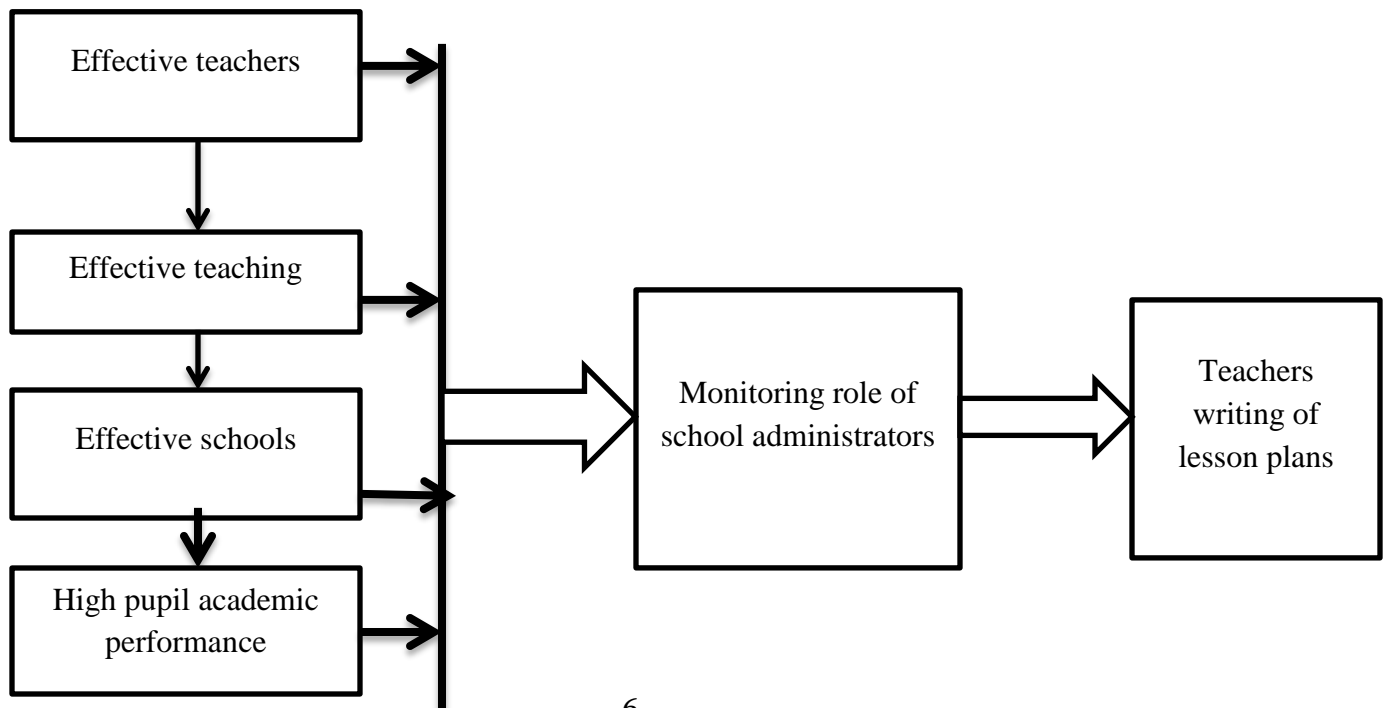 Effective teachers
Effective teaching
Effective schools
High pupil academic
performance
Monitoring role of
school administrators
Teachers
writing of
lesson plans
6